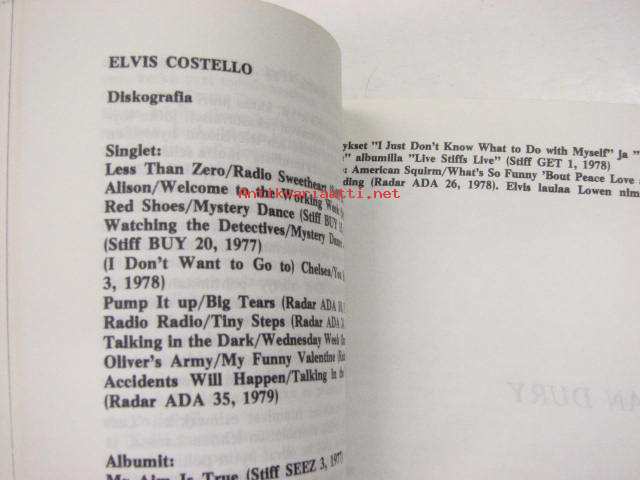 ELVIS COSTELLO
Diskografia
Singlet:
Less Than Zero/Radio Sweetheart
Alison/Welcome to the Working Week
Red Shoes/Mystery Dance (Stiff BUY
Watching the Detectives/Mystery Dance
(Stiff BUY 20, 1977)
(I Don't Want to Go to) Chelsea/You
3, 1978)
Pump It up/Big Tears (Radar ADA
Radio Radio/Tiny Steps (Radar ADA
Talking in the Dark/Wednesday Week
Oliver's Army/My Funny Valentine
Accidents Will Happen/Talking in the
(Radar ADA 35, 1979)
Albumit:
My Aim Is True (Stiff SEEZ 3, 1977
ykset "I Just Don't Know What to Do with Myself" ja "
" albumilla "Live Stiffs Live" (Stiff GET 1, 1978)
: American Squirm/What's So Funny 'Bout Peace Love
ding (Radar ADA 26, 1978). Elvis laulaa Lowen nim
AN DURY
antikvariaatti.net